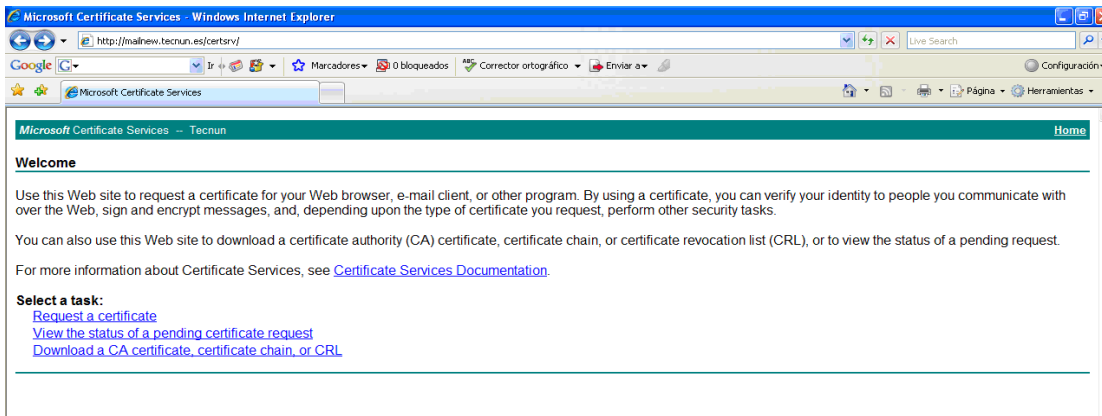 Microsoft Certificate Services - Windows Internet Explorer
http://mailnew.tecnun.es/certsrv/
Live Search
Google
G
Ir
Marcadores
0 bloqueados
ABC
Corrector ortográfico
Enviar a
Configuración
Microsoft Certificate Services
Página
Herramientas
Microsoft Certificate Services -- Tecnun
Home
Welcome
Use this Web site to request a certificate for your Web browser, e-mail client, or other program. By using a certificate, you can verify your identity to people you communicate with
over the Web, sign and encrypt messages, and, depending upon the type of certificate you request, perform other security tasks.
You can also use this Web site to download a certificate authority (CA) certificate, certificate chain, or certificate revocation list (CRL), or to view the status of a pending request.
For more information about Certificate Services, see Certificate Services Documentation.
Select a task:
Request a certificate
View the status of a pending certificate request
Download a CA certificate, certificate chain, or CRL